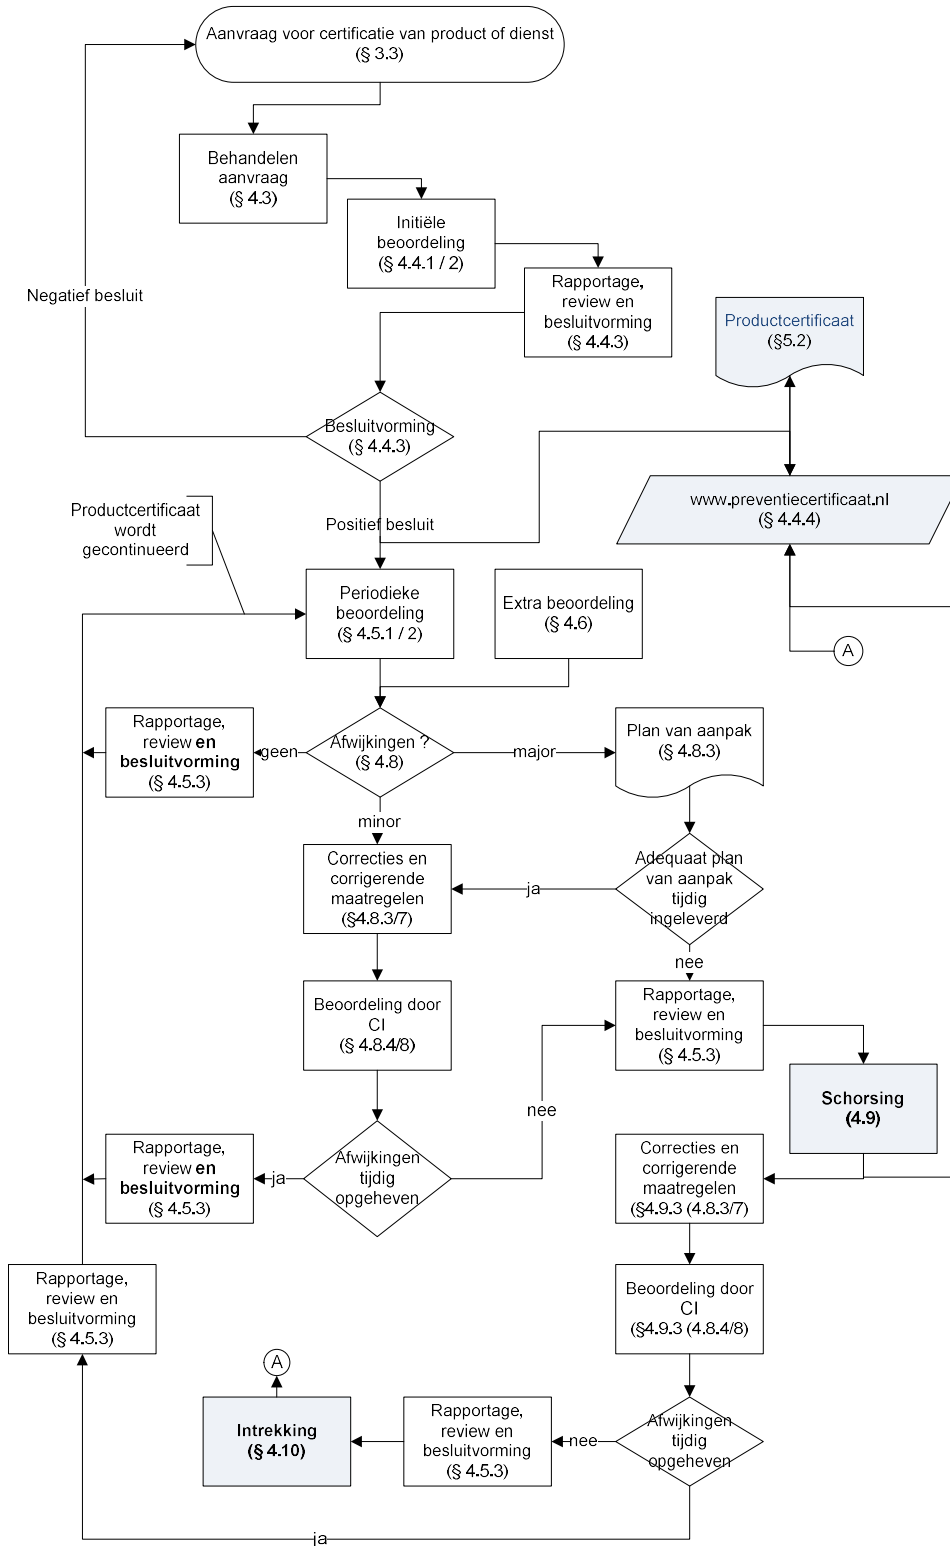 Aanvraag voor certificatie van product of dienst
(§ 3.3)
Behandelen
aanvraag
(§ 4.3)
Initiële
beoordeling
(§ 4.4.1 / 2)
Rapportage,
review en
besluitvorming
(§ 4.4.3)
Negatief besluit
Productcertificaat
(§5.2)
Besluitvorming
(§ 4.4.3)
www.preventiecertificaat.nl
(§ 4.4.4)
Productcertificaat
wordt
gecontinueerd
Positief besluit
Periodieke
beoordeling
(§ 4.5.1 / 2)
Extra beoordeling
(§ 4.6)
A
Rapportage,
review en
besluitvorming
(§ 4.5.3)
geen
Afwijkingen ?
(§ 4.8)
major
Plan van aanpak
(§ 4.8.3)
minor
Correcties en
corrigerende
maatregelen
(§4.8.3/7)
ja
Adequaat plan
van aanpak
tijdig
ingeleverd
nee
Beoordeling door
CI
(§ 4.8.4/8)
Rapportage,
review en
besluitvorming
(§ 4.5.3)
Schorsing
(4.9)
nee
Rapportage,
review en
besluitvorming
(§ 4.5.3)
ja
Afwijkingen
tijdig
opgeheven
Correcties en
corrigerende
maatregelen
(§4.9.3 (4.8.3/7)
Rapportage,
review en
besluitvorming
(§ 4.5.3)
Beoordeling door
CI
(§4.9.3 (4.8.4/8)
A
Intrekking
(§ 4.10)
Rapportage,
review en
besluitvorming
(§ 4.5.3)
nee
Afwijkingen
tijdig
opgeheven
ja